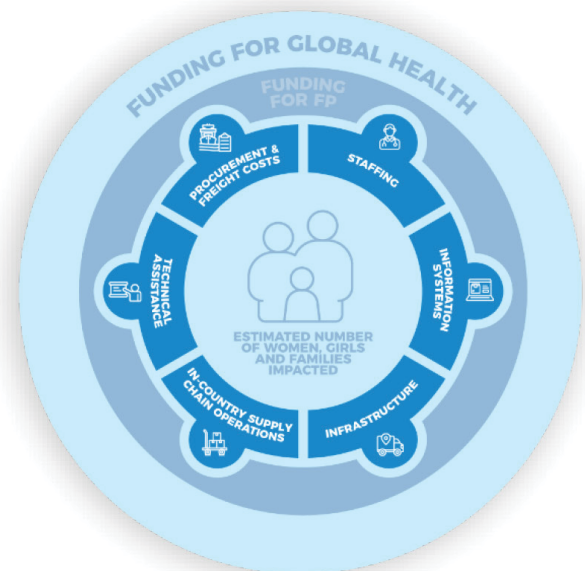 FUNDING FOR GLOBAL HEALTH
FUNDING
FOR FP
PROCUREMENT &
FREIGHT COSTS
STAFFING
INFORMATION
SYSTEMS
INFRASTRUCTURE
IN-COUNTRY SUPPLY
CHAIN OPERATIONS
TECHNICAL
ASSISTANCE
ESTIMATED NUMBER
OF WOMEN, GIRLS
AND FAMILIES
IMPACTED